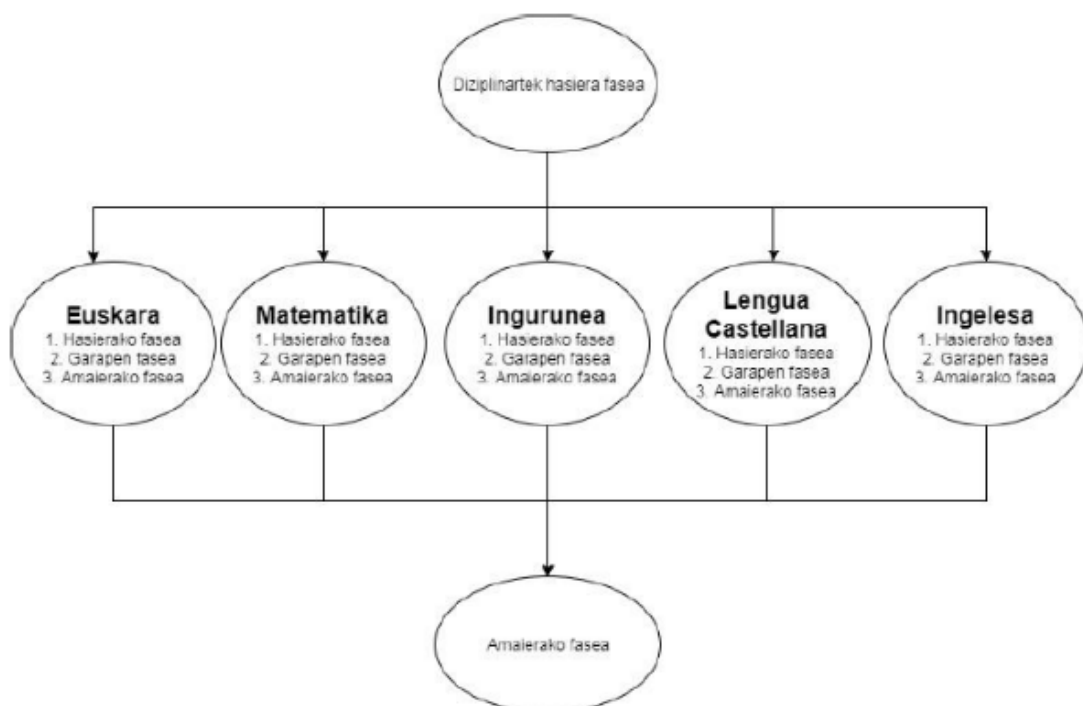 Diziplinartek hasiera fasea
Euskara
1. Hasierako fasea
2. Garapen fasea
3. Amaierako fasea
Matematika
1. Hasierako fasea
2. Garapen fasea
3. Amaierako fasea
Ingurunea
1. Hasierako fasea
2. Garapen fasea
3. Amaierako fasea
Lengua
Castellana
1. Hasierako fasea
2. Garapen fasea
3. Amaierako fasea
Ingelesa
1. Hasierako fasea
2. Garapen fasea
3. Amaierako fasea
Amaierako fasea